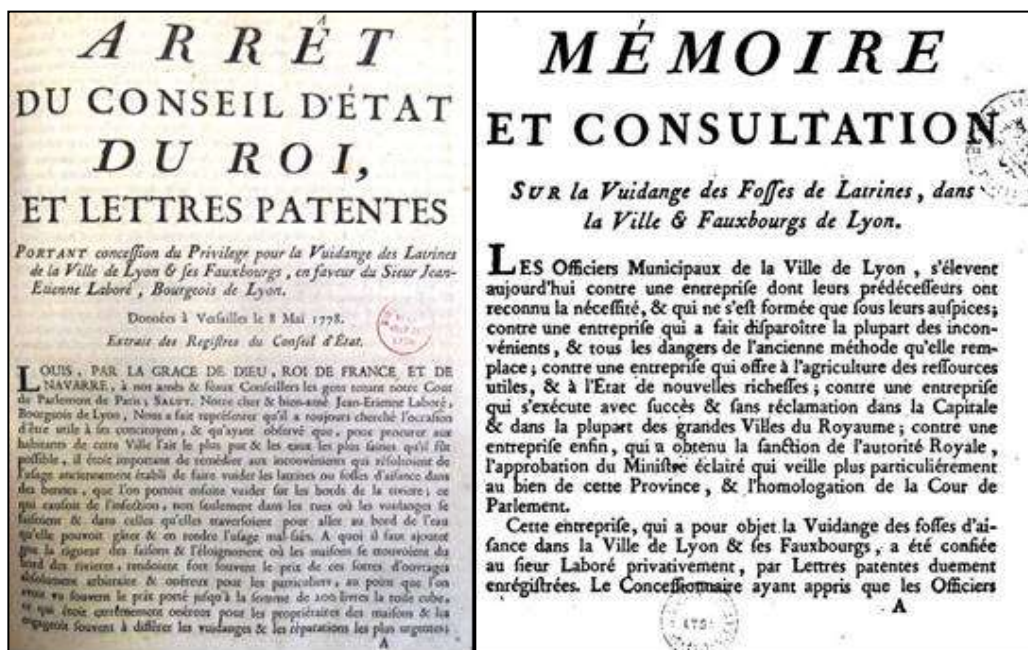 ARRÊT
DU CONSEIL D'ÉTAT
DU ROI,
ET LETTRES PATENTES
PORTANT conceſſion du Privilege pour la Vuidange des Latrines
de la Ville de Lyon & ſes Fauxbourgs, en faveur du Sieur Jean-
Etienne Laboré, Bourgeois de Lyon.
Données à Verſailles le 8 Mai 1778.
Extrait des Regiſtres du Conſeil d'État.
LOUIS, PAR LA GRACE DE DIEU, ROI DE FRANCE ET DE
NAVARRE, à nos amés & féaux Conſeillers les gens tenant notre Cour
de Parlement de Paris; SALUT. Notre cher & bien-amé Jean-Etienne Laboré,
Bourgeois de Lyon, Nous a fait repréſenter qu'il a toujours cherché l'occaſion
d'être utile à ſes concitoyens, & qu'ayant obſervé que, pour procurer aux
habitants de cette Ville l'air le plus pur & les eaux les plus ſaines qu'il fût
poſſible, il étoit important de remédier aux inconvénients qui réſultoient de
l'uſage anciennement établi de faire vuider les latrines ou foſſes d'aiſance dans
des bennes, que l'on portoit enſuite vuider ſur les bords de la riviere; ce
qui cauſoit de l'infection, non ſeulement dans les rues où les vuidanges ſe
faiſoient & dans celles qu'elles traverſoient pour aller au bord de l'eau
qu'elle pouvoit gâter & en rendre l'uſage mal-ſain. A quoi il faut ajouter
que la rigueur des ſaiſons & l'éloignement où les maiſons ſe trouvoient du
bord des rivieres, rendoient fort ſouvent le prix de ces ſortes d'ouvrages
abſolument arbitraire & onéreux pour les particuliers, au point que l'on
avoit vu ſouvent le prix porté juſqu'à la ſomme de 200 livres la toiſe cube,
ce qui étoit extrêmement onéreux pour les propriétaires des maiſons & les
engageoit ſouvent à différer les vuidanges & les réparations les plus urgentes;
A
MÉMOIRE
ET CONSULTATION
SUR la Vuidange des Foſſes de Latrines, dans
la Ville & Fauxbourgs de Lyon.
LES Officiers Municipaux de la Ville de Lyon, s'élevent
aujourd'hui contre une entrepriſe dont leurs prédéceſſeurs ont
reconnu la néceſſité, & qui ne s'eſt formée que ſous leurs auſpices;
contre une entrepriſe qui a fait diſparoître la plupart des incon-
vénients, & tous les dangers de l'ancienne méthode qu'elle rem-
place; contre une entrepriſe qui offre à l'agriculture des reſſources
utiles, & à l'Etat de nouvelles richeſſes; contre une entrepriſe
qui s'exécute avec ſuccès & ſans réclamation dans la Capitale
& dans la plupart des grandes Villes du Royaume; contre une
entrepriſe enfin, qui a obtenu la ſanction de l'autorité Royale,
l'approbation du Miniſtre éclairé qui veille plus particuliérement
au bien de cette Province, & l'homologation de la Cour de
Parlement.
Cette entrepriſe, qui a pour objet la Vuidange des foſſes d'ai-
ſance dans la Ville de Lyon & ſes Fauxbourgs, a été confiée
au ſieur Laboré privativement, par Lettres patentes duement
enrégiſtrées. Le Conceſſionnaire ayant appris que les Officiers
A